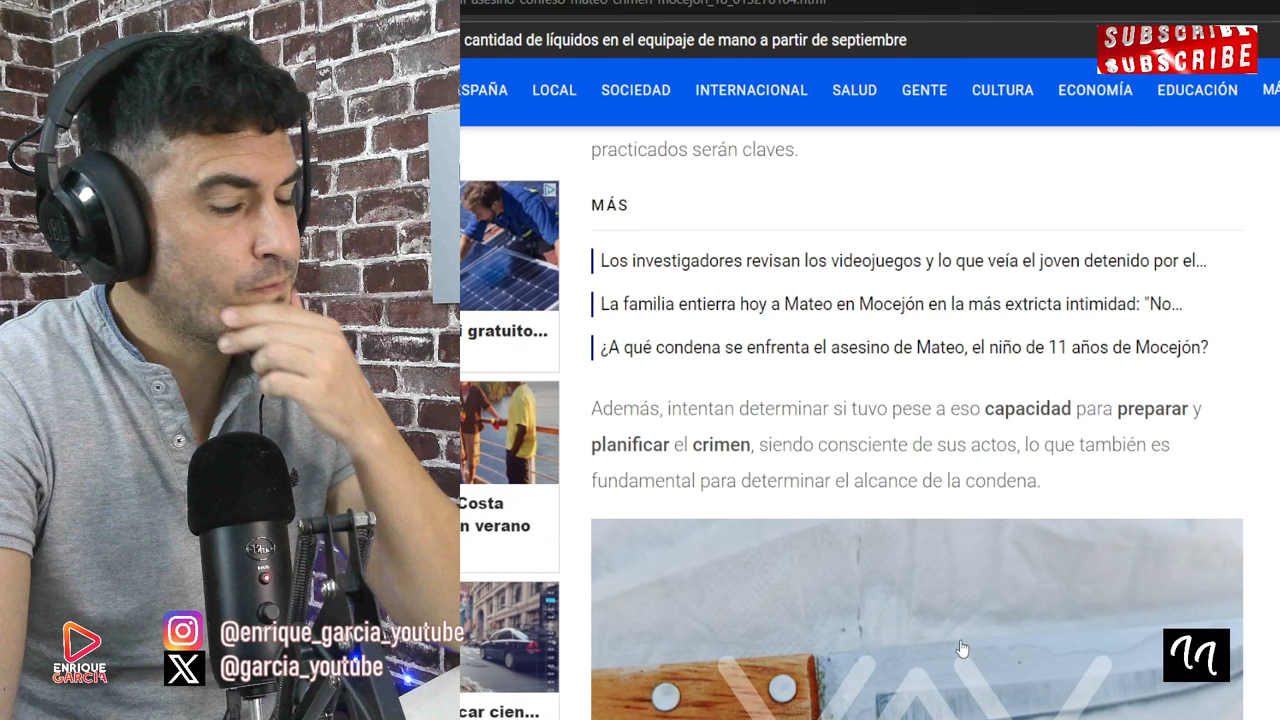 cantidad de líquidos en el equipaje de mano a partir de septiembre
SUBSCRIBE
SUBSCRIBE
SPAÑA LOCAL SOCIEDAD INTERNACIONAL SALUD GENTE CULTURA ECONOMÍA EDUCACIÓN MÁ
practicados serán claves.
MÁS
Los investigadores revisan los videojuegos y lo que veía el joven detenido por el...
La familia entierra hoy a Mateo en Mocejón en la más extricta intimidad: "No...
¿A qué condena se enfrenta el asesino de Mateo, el niño de 11 años de Mocejón?
Además, intentan determinar si tuvo pese a eso capacidad para preparar y
planificar el crimen, siendo consciente de sus actos, lo que también es
fundamental para determinar el alcance de la condena.
gratuito...
Costa
n verano
car cien...
@enrique_garcia_youtube
@garcia_youtube
ENRIQUE
GARCIA